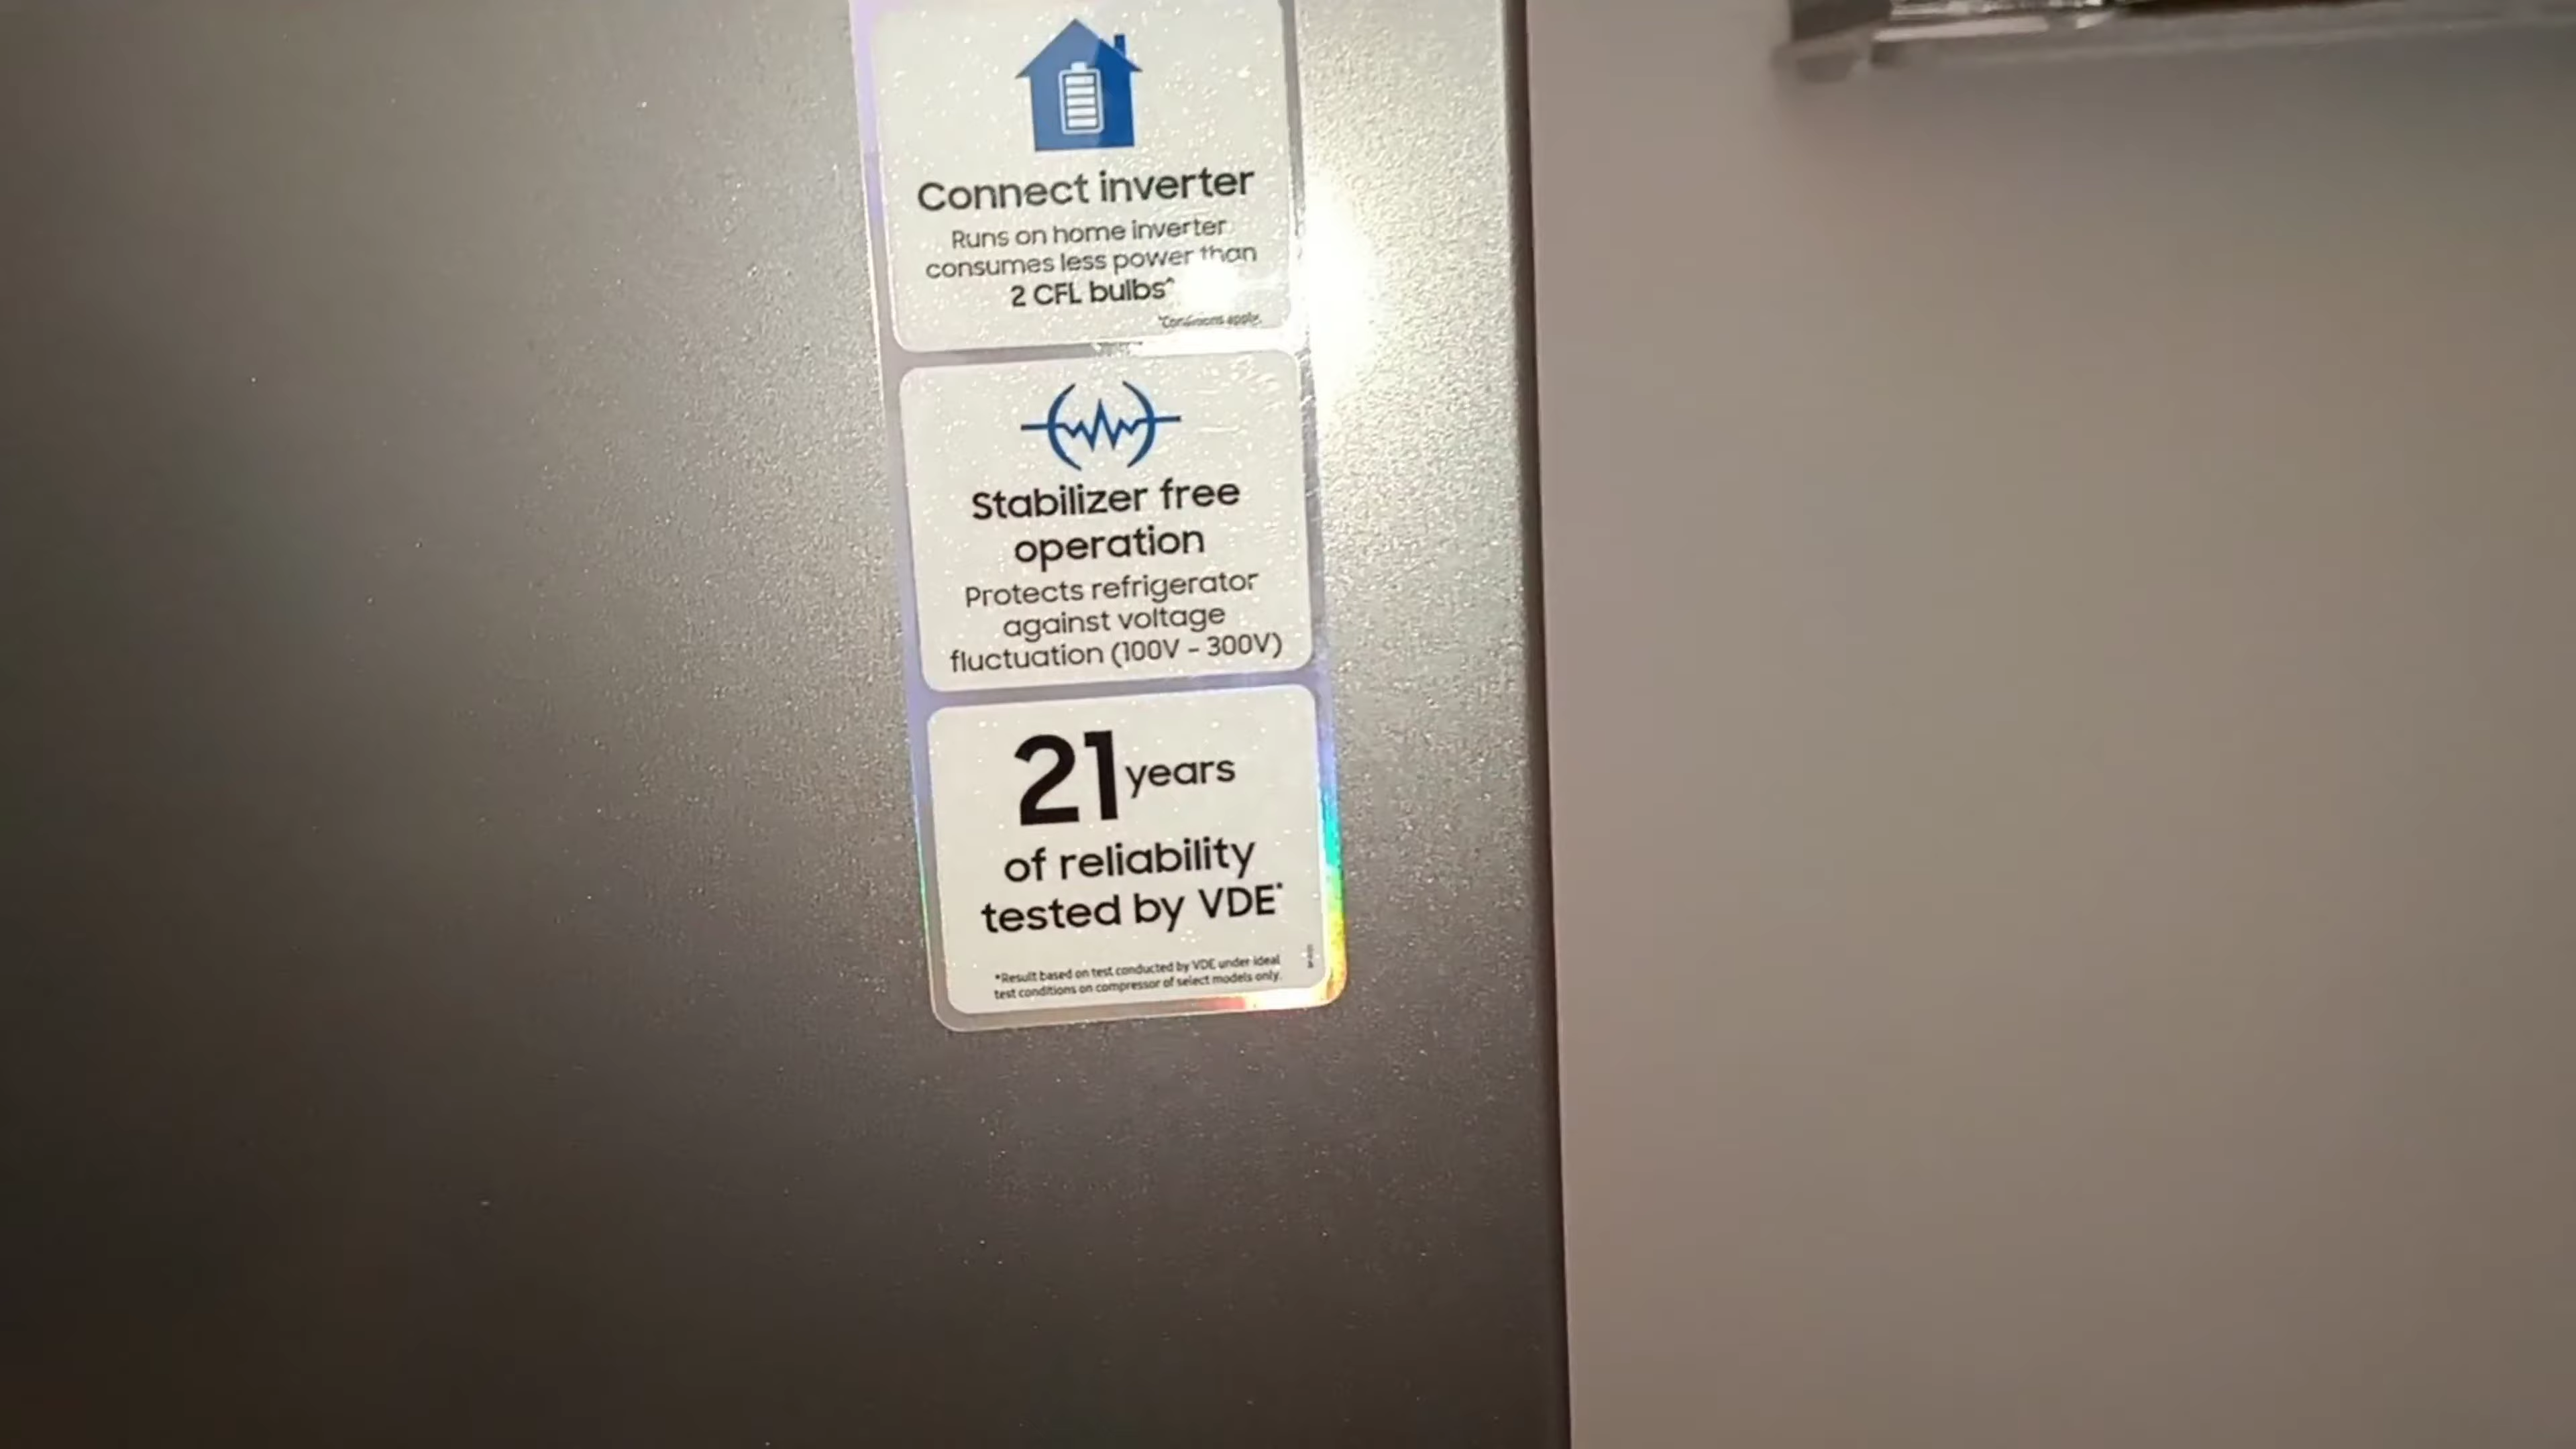 Connect inverter
Runs on home inverter
consumes less power than
2 CFL bulbs^
*Conditions apply.
Stabilizer free
operation
Protects refrigerator
against voltage
fluctuation (100V - 300V)
21 years
of reliability
tested by VDE*
*Result based on test conducted by VDE under ideal
test conditions on compressor of select models only.